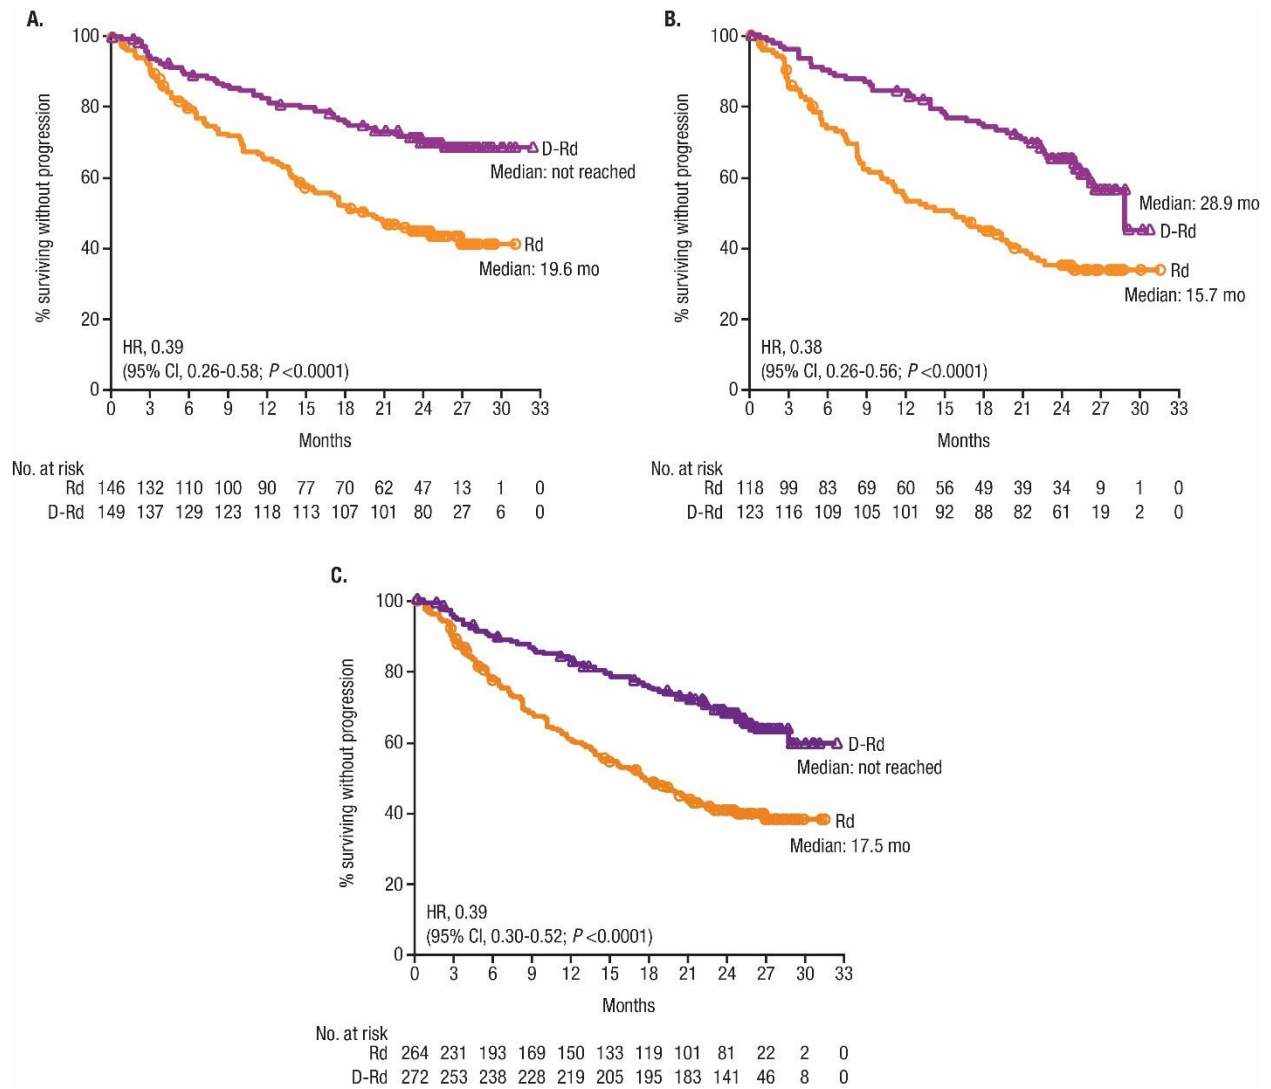 A.
% surviving without progression
100
80
60
40
20
0
D-Rd
Median: not reached
Rd
Median: 19.6 mo
HR, 0.39
(95% CI, 0.26-0.58; P <0.0001)
0 3 6 9 12 15 18 21 24 27 30 33
Months
No. at risk
Rd 146 132 110 100 90 77 70 62 47 13 1 0
D-Rd 149 137 129 123 118 113 107 101 80 27 6 0
B.
% surviving without progression
100
80
60
40
20
0
Median: 28.9 mo
D-Rd
Rd
Median: 15.7 mo
HR, 0.38
(95% CI, 0.26-0.56; P <0.0001)
0 3 6 9 12 15 18 21 24 27 30 33
Months
No. at risk
Rd 118 99 83 69 60 56 49 39 34 9 1 0
D-Rd 123 116 109 105 101 92 88 82 61 19 2 0
C.
% surviving without progression
100
80
60
40
20
0
D-Rd
Median: not reached
Rd
Median: 17.5 mo
HR, 0.39
(95% CI, 0.30-0.52; P <0.0001)
0 3 6 9 12 15 18 21 24 27 30 33
Months
No. at risk
Rd 264 231 193 169 150 133 119 101 81 22 2 0
D-Rd 272 253 238 228 219 205 195 183 141 46 8 0